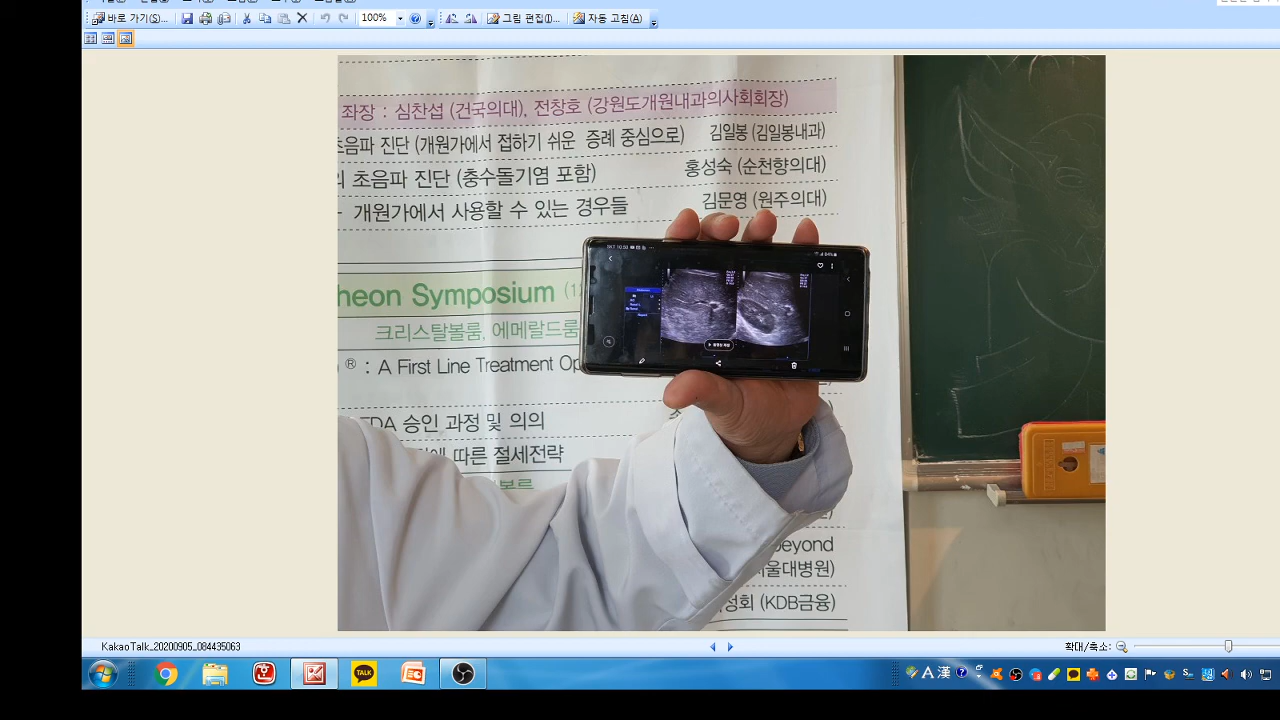 바로 가기(S)...
100%
그림 편집(I)...
자동 고침(A)
좌장 : 심찬섭 (건국의대), 전창호 (강원도개원내과의사회회장)
초음파 진단 (개원가에서 접하기 쉬운 증례 중심으로) 김일봉 (김일봉내과)
의 초음파 진단 (충수돌기염 포함) 홍성숙 (순천향의대)
- 개원가에서 사용할 수 있는 경우들 김문영 (원주의대)
heon Symposium (1
크리스탈볼룸, 에메랄드룸
® : A First Line Treatment Op
FDA 승인 과정 및 의의
에 따른 절세전략
볼룸
beyond
서울대병원)
성회 (KDB금융)
KakaoTalk_20200905_084435063
확대/축소:
TALK
A 漢